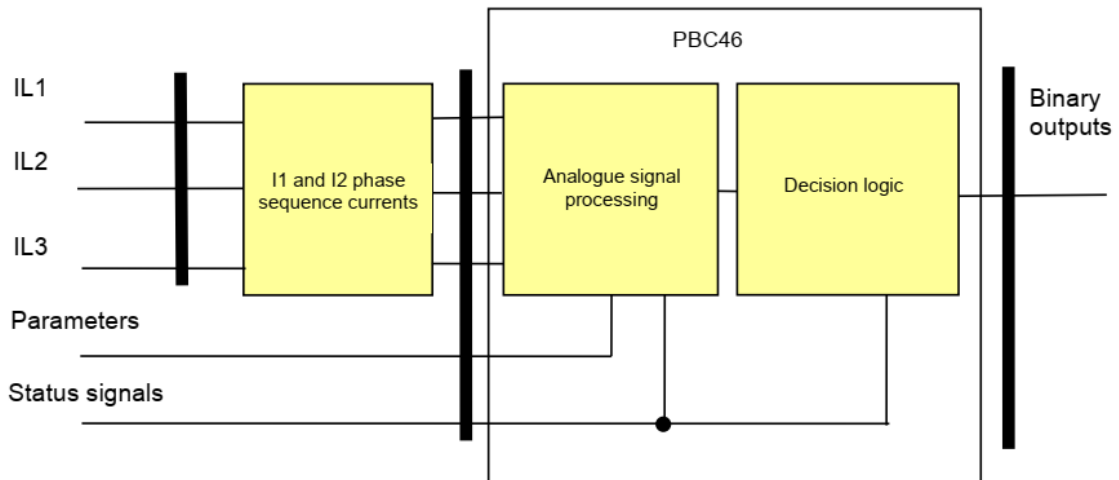 PBC46
IL1
IL2
IL3
I1 and I2 phase
sequence currents
Analogue signal
processing
Decision logic
Binary
outputs
Parameters
Status signals